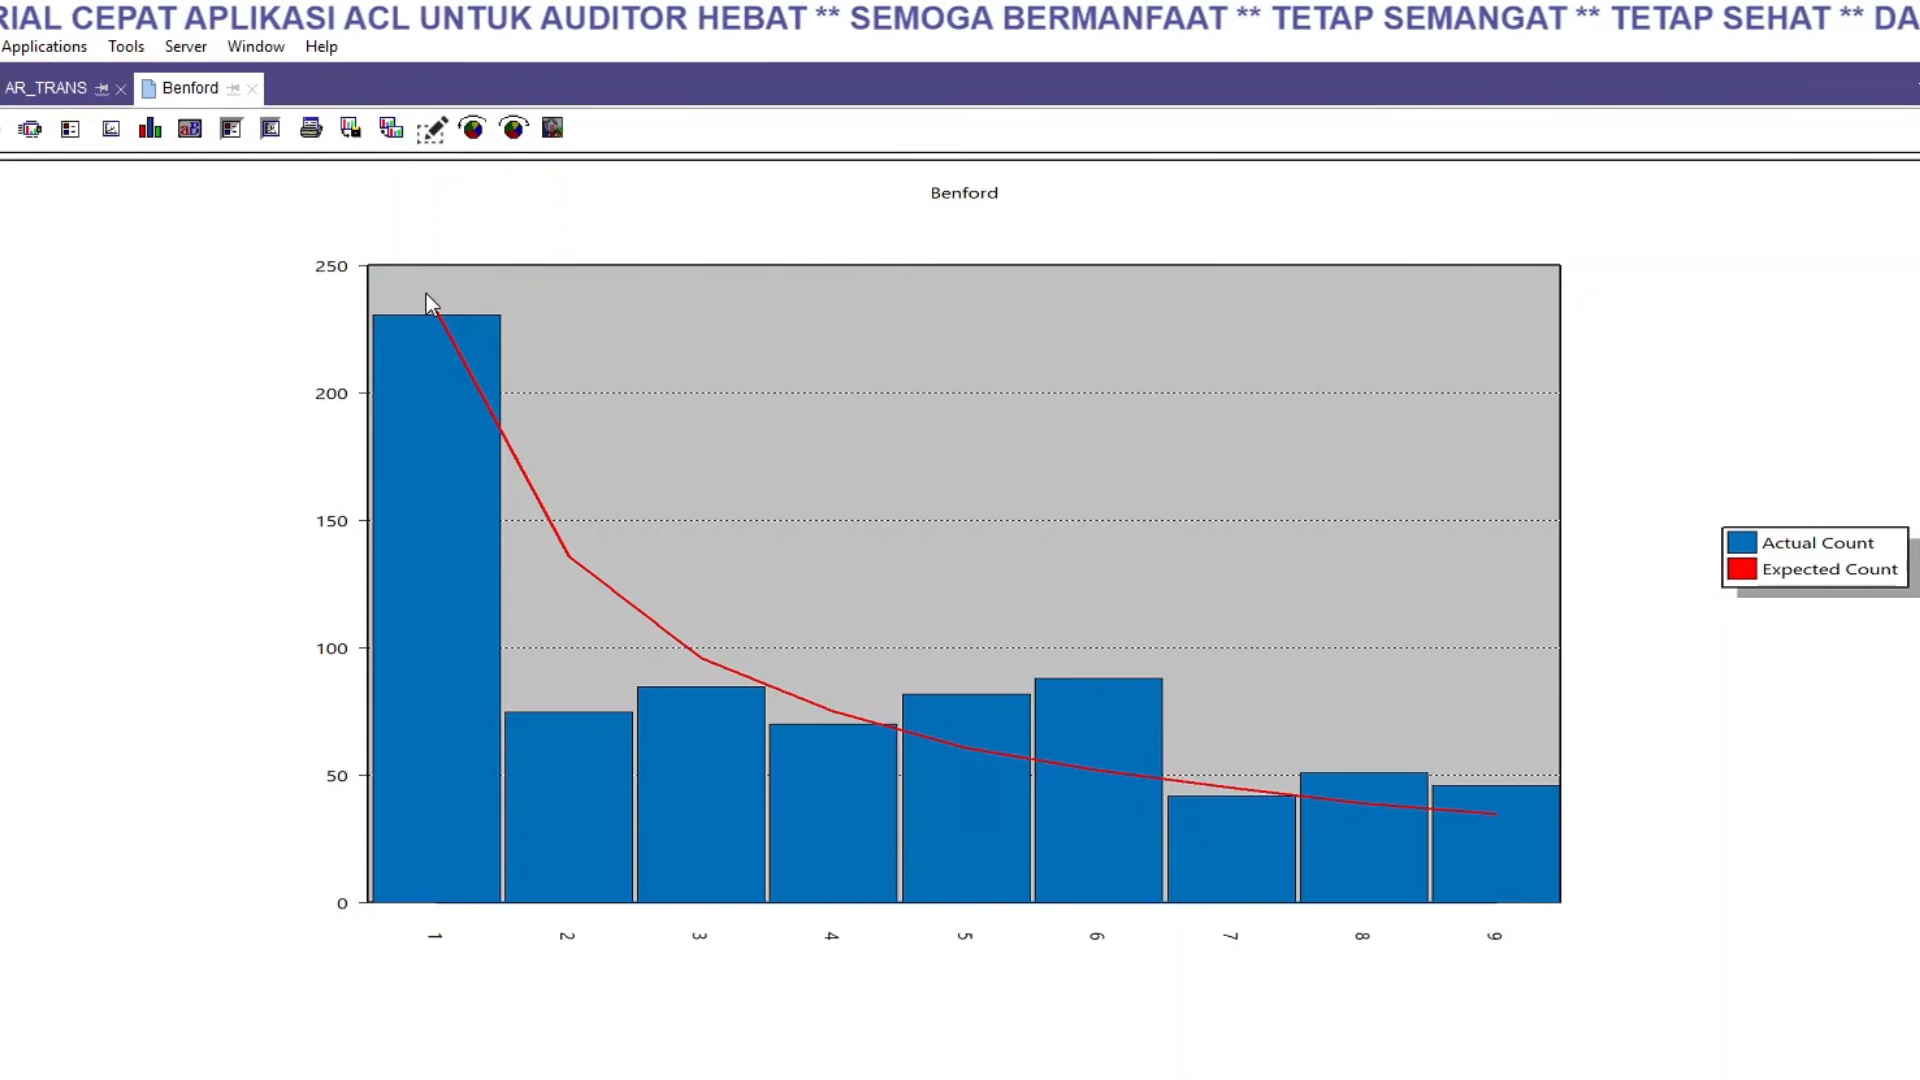 RIAL CEPAT APLIKASI ACL UNTUK AUDITOR HEBAT ** SEMOGA BERMANFAAT ** TETAP SEMANGAT ** TETAP SEHAT ** DA
Applications Tools Server Window Help
AR_TRANS Benford
aB
Benford
250
200
150
100
50
0
Actual Count
Expected Count
1 2 3 4 5 6 7 8 9